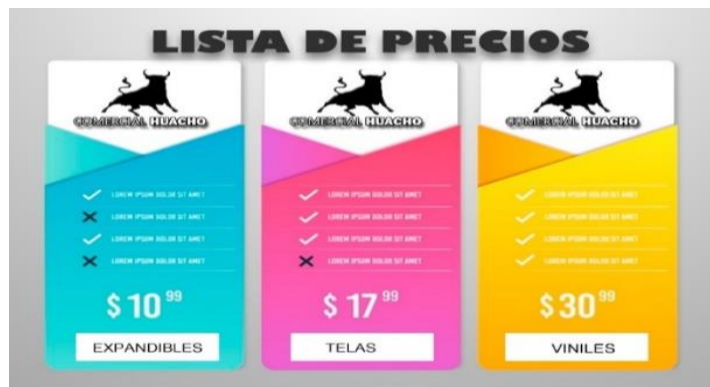 LISTA DE PRECIOS
COMERCIAL HUACHO
LOREM IPSUM DOLOR SIT AMET
LOREM IPSUM DOLOR SIT AMET
LOREM IPSUM DOLOR SIT AMET
LOREM IPSUM DOLOR SIT AMET
$10.99
EXPANDIBLES
COMERCIAL HUACHO
LOREM IPSUM DOLOR SIT AMET
LOREM IPSUM DOLOR SIT AMET
LOREM IPSUM DOLOR SIT AMET
LOREM IPSUM DOLOR SIT AMET
$17.99
TELAS
COMERCIAL HUACHO
LOREM IPSUM DOLOR SIT AMET
LOREM IPSUM DOLOR SIT AMET
LOREM IPSUM DOLOR SIT AMET
LOREM IPSUM DOLOR SIT AMET
$30.99
VINILES